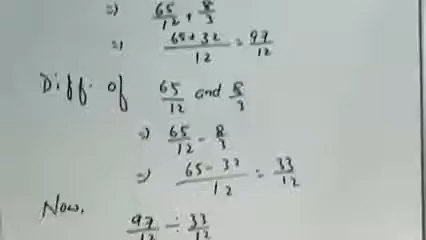 ⇒ 65/12 + 8/3
⇒ 65+32/12 = 97/12
Diff. of 65/12 and 8/3
⇒ 65/12 - 8/3
⇒ 65-32/12 = 33/12
Now,
97/12 ÷ 33/12